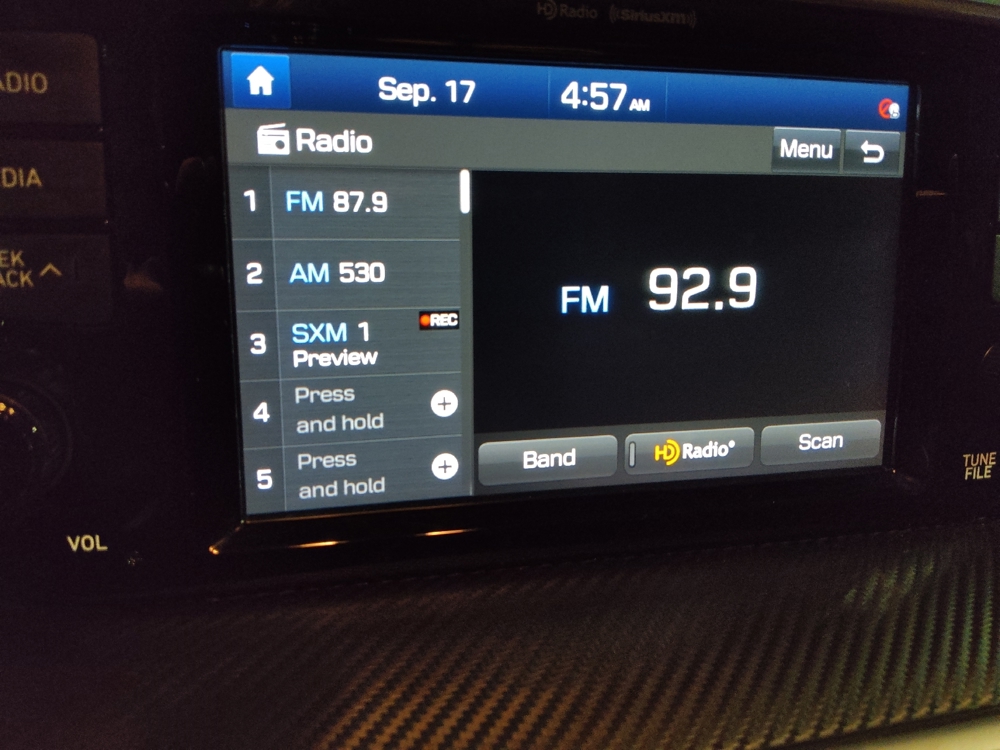 HD Radio SiriusXM
Sep. 17 4:57 AM
Radio
Menu
1 FM 87.9
2 AM 530
3 SXM 1 REC
Preview
4 Press
and hold
5 Press
and hold
FM 92.9
Band
HD Radio
Scan
ADIO
DIA
EK
ACK
VOL
TUNE
FILE